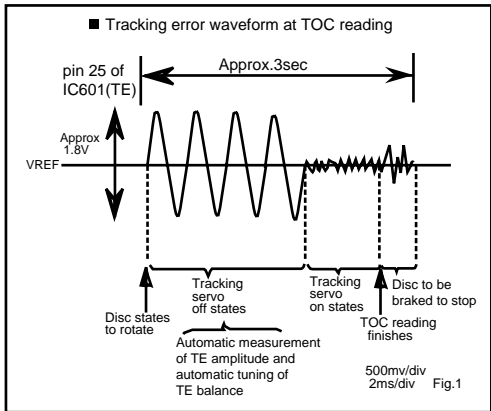 ■ Tracking error waveform at TOC reading
Approx.3sec
pin 25 of
IC601(TE)
Approx
1.8V
VREF
Disc states
to rotate
Tracking
servo
off states
Tracking
servo
on states
Disc to be
braked to stop
TOC reading
finishes
Automatic measurement
of TE amplitude and
automatic tuning of
TE balance
500mv/div
2ms/div Fig.1